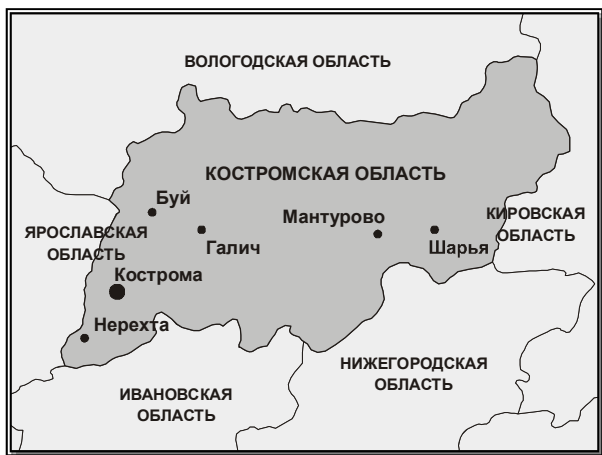 ВОЛОГОДСКАЯ ОБЛАСТЬ
КОСТРОМСКАЯ ОБЛАСТЬ
Буй
Мантурово
КИРОВСКАЯ
ОБЛАСТЬ
ЯРОСЛАВСКАЯ
ОБЛАСТЬ
Галич
Шарья
Кострома
Нерехта
НИЖЕГОРОДСКАЯ
ОБЛАСТЬ
ИВАНОВСКАЯ
ОБЛАСТЬ